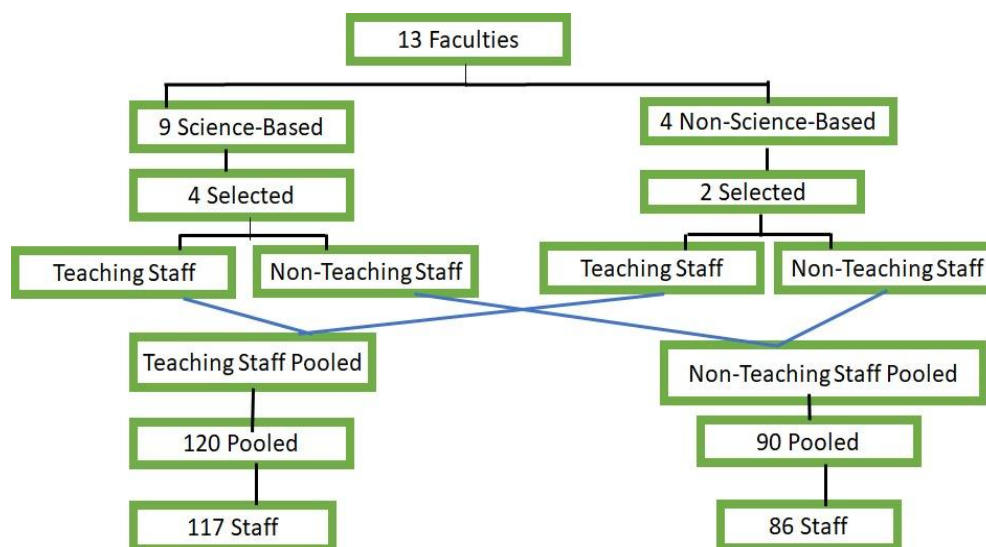 13 Faculties
9 Science-Based
4 Non-Science-Based
4 Selected
2 Selected
Teaching Staff
Non-Teaching Staff
Teaching Staff
Non-Teaching Staff
Teaching Staff Pooled
Non-Teaching Staff Pooled
120 Pooled
90 Pooled
117 Staff
86 Staff